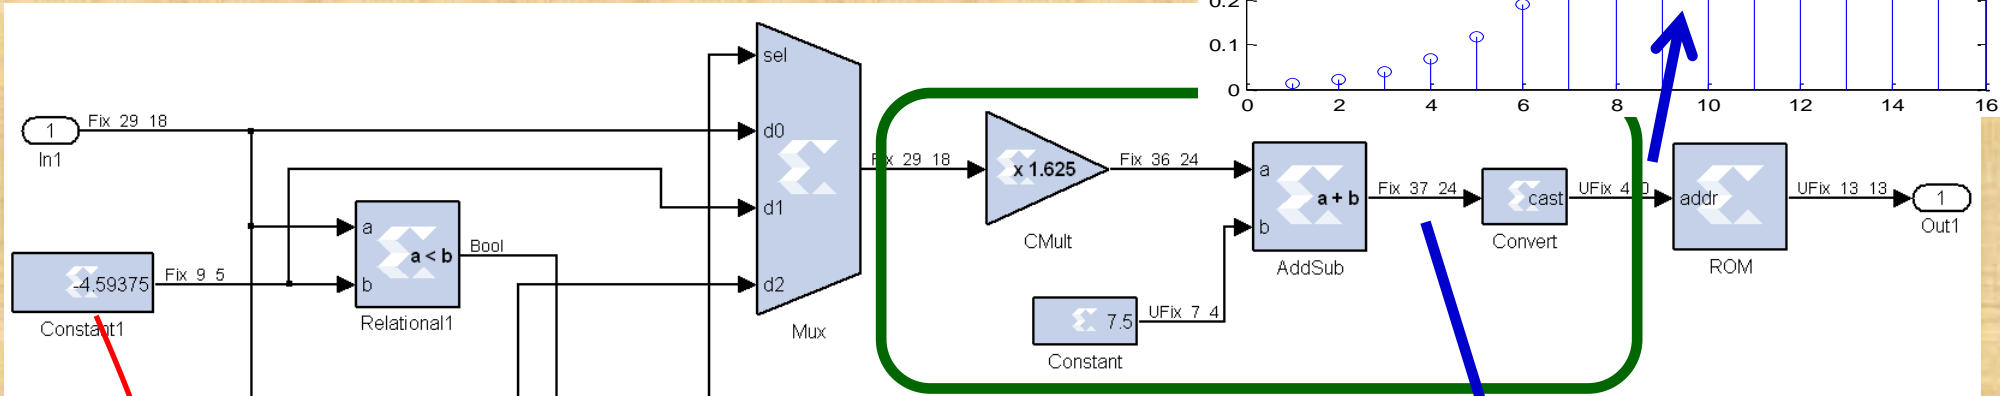 0.2
0.1
0
0 2 4 6 8 10 12 14 16
sel
d0
d1
d2
Mux
1
In1
Fix 29 18
a
b
a < b
Relational1
Bool
-4.59375
Constant1
Fix 9 5
Fix 29 18
x 1.625
CMult
Fix 36 24
a
b
a + b
AddSub
7.5
Constant
UFix 7 4
Fix 37 24
cast
Convert
UFix 4 0
addr
ROM
UFix 13 13
1
Out1